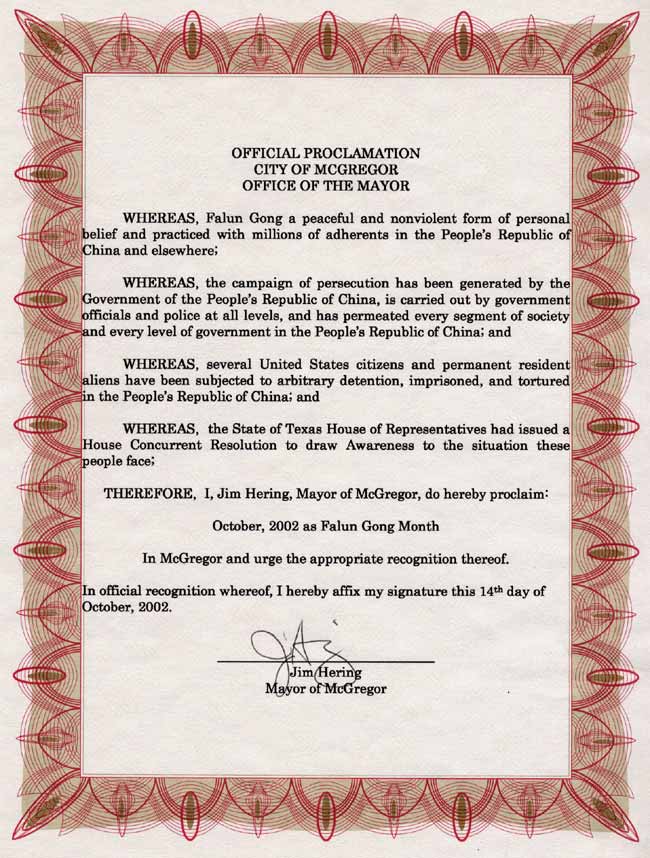 OFFICIAL PROCLAMATION
CITY OF MCGREGOR
OFFICE OF THE MAYOR
WHEREAS, Falun Gong a peaceful and nonviolent form of personal
belief and practiced with millions of adherents in the People's Republic of
China and elsewhere;
WHEREAS, the campaign of persecution has been generated by the
Government of the People's Republic of China, is carried out by government
officials and police at all levels, and has permeated every segment of society
and every level of government in the People's Republic of China; and
WHEREAS, several United States citizens and permanent resident
aliens have been subjected to arbitrary detention, imprisoned, and tortured
in the People's Republic of China; and
WHEREAS, the State of Texas House of Representatives had issued a
House Concurrent Resolution to draw Awareness to the situation these
people face;
THEREFORE, I, Jim Hering, Mayor of McGregor, do hereby proclaim:
October, 2002 as Falun Gong Month
In McGregor and urge the appropriate recognition thereof.
In official recognition whereof, I hereby affix my signature this 14th day of
October, 2002.
Jim Hering
Mayor of McGregor